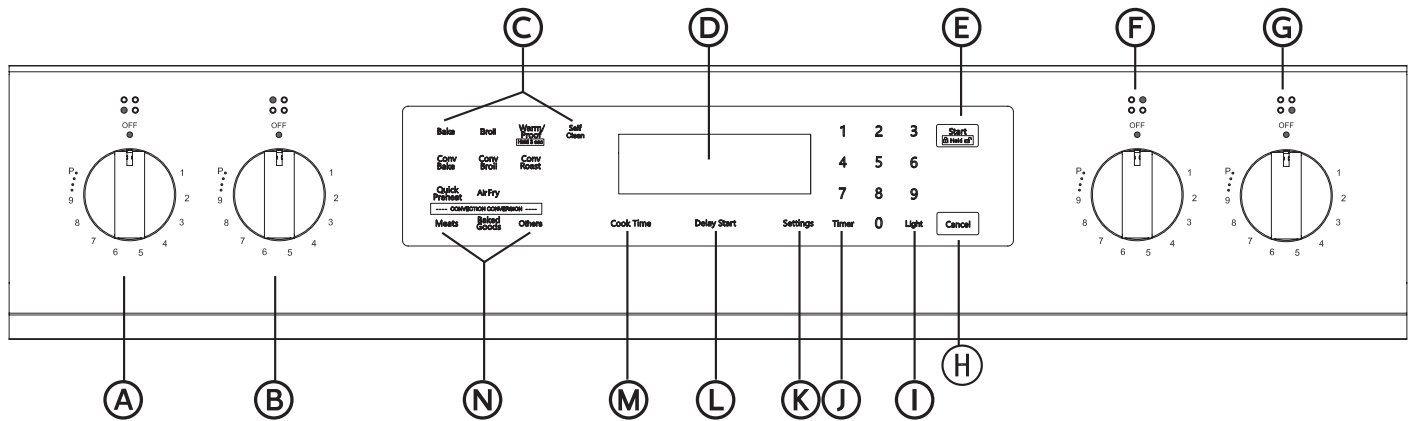 C D E F G
OFF OFF OFF OFF
Bake Broil Warm/ Proof Hold 3 sec Self Clean
1 2 3
Start
Hold
Conv Bake Conv Broil Conv Roast
4 5 6
Quick Preheat Air Fry
7 8 9
CONVECTION CONVERSION
Meats Baked Goods Others
Cook Time Delay Start Settings Timer 0 Light Cancel
P 1 2 3 4 5 6 7 8 9
P 1 2 3 4 5 6 7 8 9
P 1 2 3 4 5 6 7 8 9
P 1 2 3 4 5 6 7 8 9
A B N M L K J I H